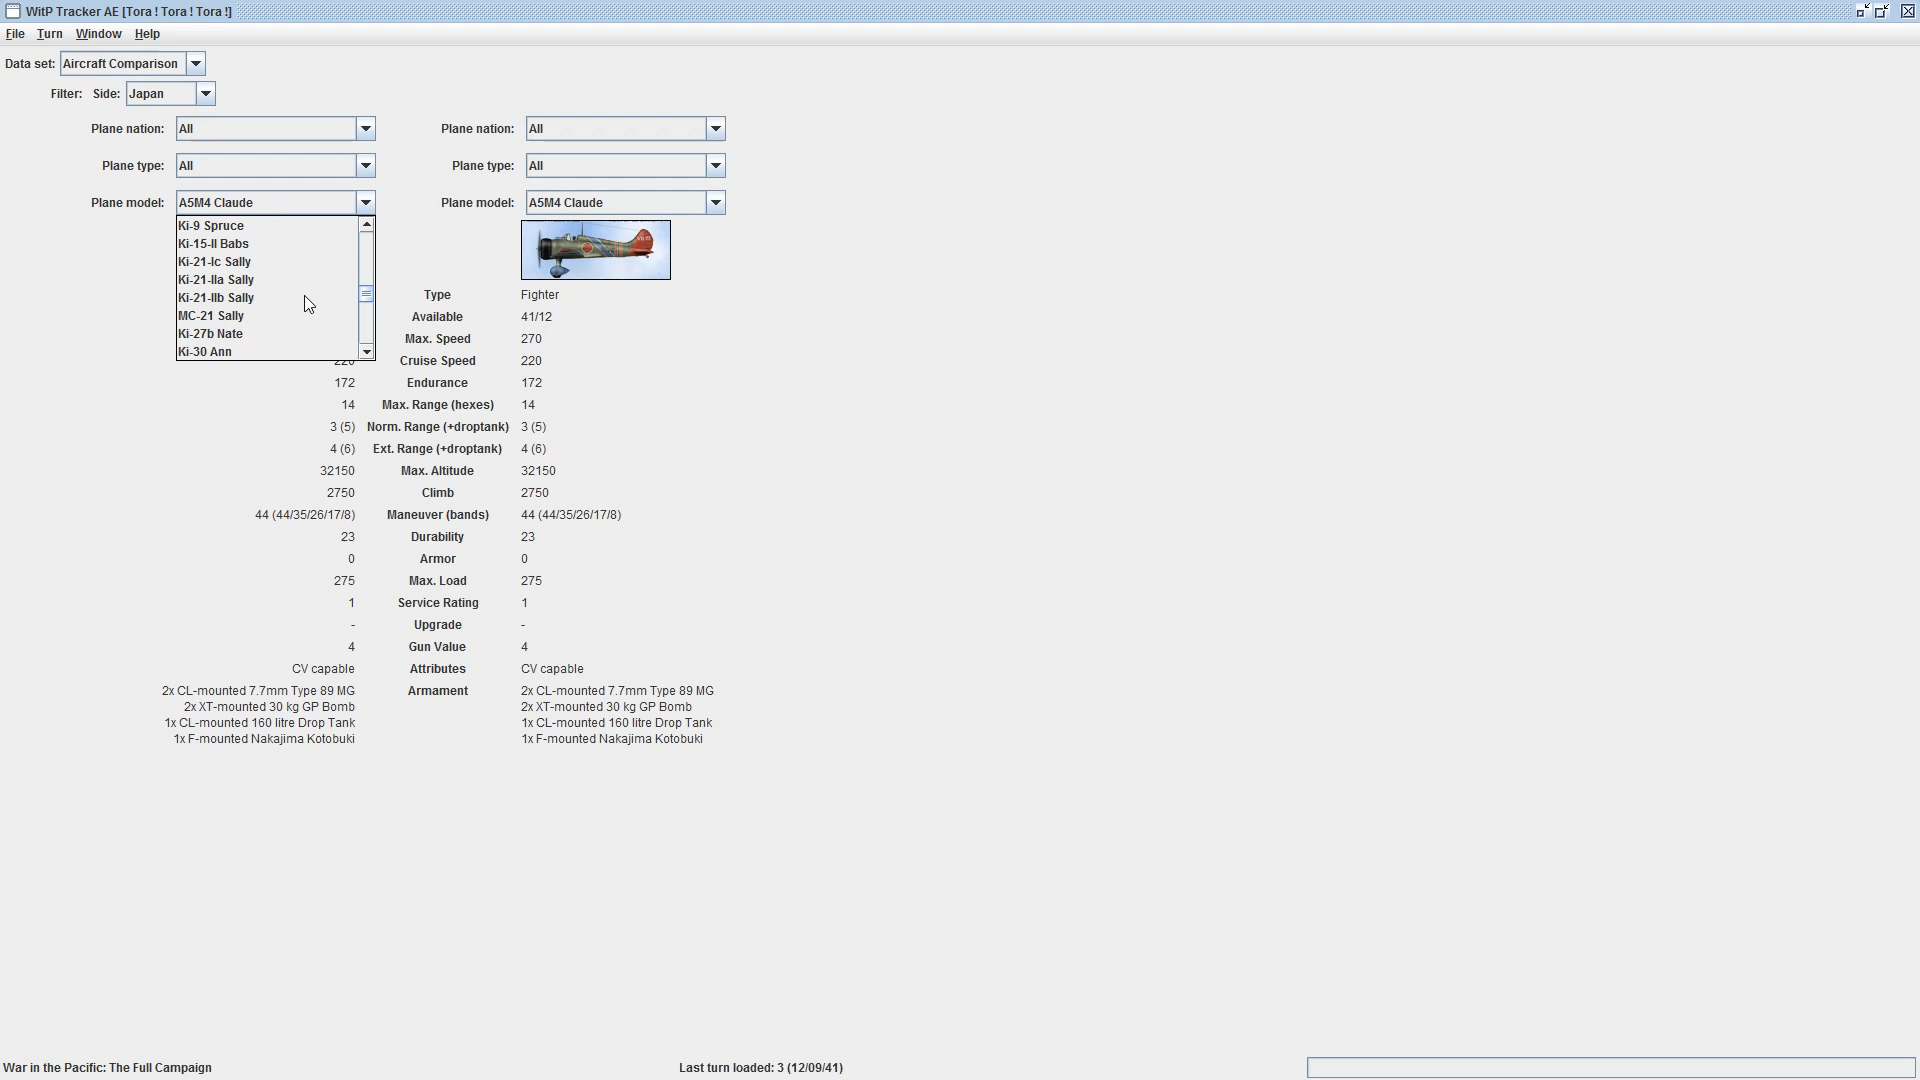 WitP Tracker AE [Tora ! Tora ! Tora !]
File Turn Window Help
Data set: Aircraft Comparison
Filter: Side: Japan
Plane nation: All Plane nation: All
Plane type: All Plane type: All
Plane model: A5M4 Claude Plane model: A5M4 Claude
Ki-9 Spruce
Ki-15-II Babs
Ki-21-Ic Sally
Ki-21-IIa Sally
Ki-21-IIb Sally
MC-21 Sally
Ki-27b Nate
Ki-30 Ann
Type Fighter
Available 41/12
Max. Speed 270
220 Cruise Speed 220
172 Endurance 172
14 Max. Range (hexes) 14
3 (5) Norm. Range (+droptank) 3 (5)
4 (6) Ext. Range (+droptank) 4 (6)
32150 Max. Altitude 32150
2750 Climb 2750
44 (44/35/26/17/8) Maneuver (bands) 44 (44/35/26/17/8)
23 Durability 23
0 Armor 0
275 Max. Load 275
1 Service Rating 1
- Upgrade -
4 Gun Value 4
CV capable Attributes CV capable
2x CL-mounted 7.7mm Type 89 MG Armament 2x CL-mounted 7.7mm Type 89 MG
2x XT-mounted 30 kg GP Bomb 2x XT-mounted 30 kg GP Bomb
1x CL-mounted 160 litre Drop Tank 1x CL-mounted 160 litre Drop Tank
1x F-mounted Nakajima Kotobuki 1x F-mounted Nakajima Kotobuki
War in the Pacific: The Full Campaign Last turn loaded: 3 (12/09/41)